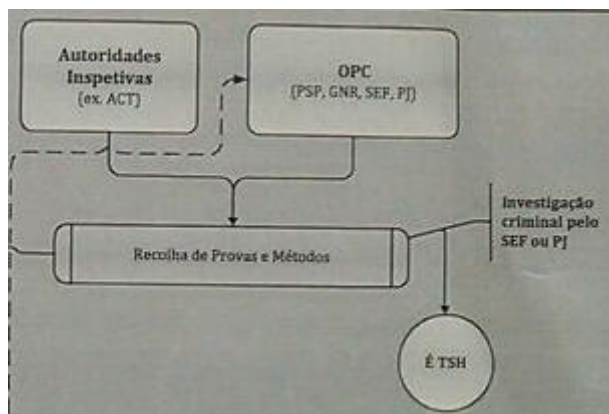 Autoridades
Inspetivas
(ex. ACT)
OPC
(PSP, GNR, SEF, PJ)
Recolha de Provas e Métodos
Investigação
criminal pelo
SEF ou PJ
É TSH